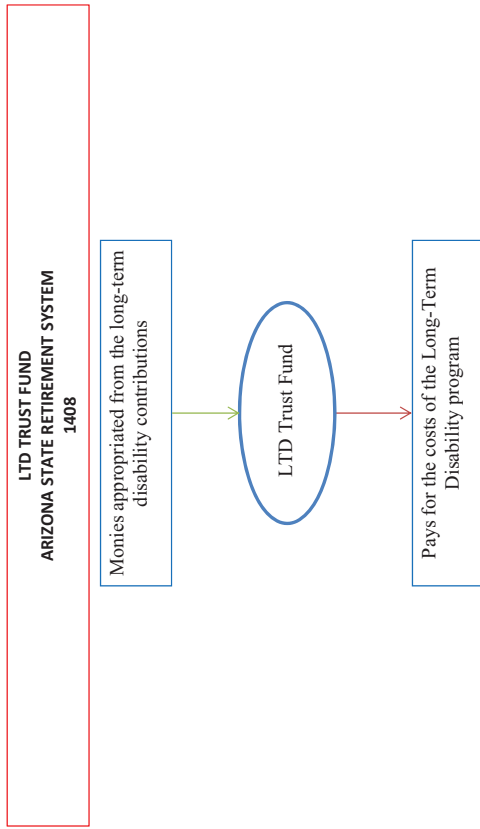 LTD TRUST FUND
ARIZONA STATE RETIREMENT SYSTEM
1408
Monies appropriated from the long-term
disability contributions
LTD Trust Fund
Pays for the costs of the Long-Term
Disability program